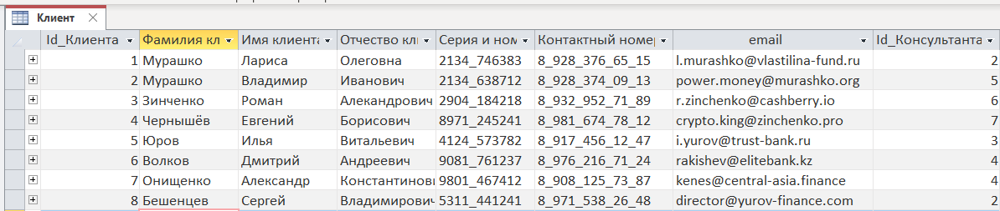 Клиент
Id_Клиента Фамилия кл Имя клиента Отчество кл Серия и ном Контактный номе email Id_Консультанта
1 Мурашко Лариса Олеговна 2134_746383 8_928_376_65_15 l.murashko@vlastilina-fund.ru 2
2 Мурашко Владимир Иванович 2134_638712 8_928_374_09_13 power.money@murashko.org 5
3 Зинченко Роман Алекандрович 2904_184218 8_932_952_71_89 r.zinchenko@cashberry.io 6
4 Чернышёв Евгений Борисович 8971_245241 8_981_674_78_12 crypto.king@zinchenko.pro 7
5 Юров Илья Витальевич 4124_573782 8_917_456_12_47 i.yurov@trust-bank.ru 3
6 Волков Дмитрий Андреевич 9081_761237 8_976_216_71_24 rakishev@elitebank.kz 4
7 Онищенко Александр Константинови 9801_467412 8_908_125_73_87 kenes@central-asia.finance 4
8 Бешенцев Сергей Владимирович 5311_441241 8_971_538_26_48 director@yurov-finance.com 2